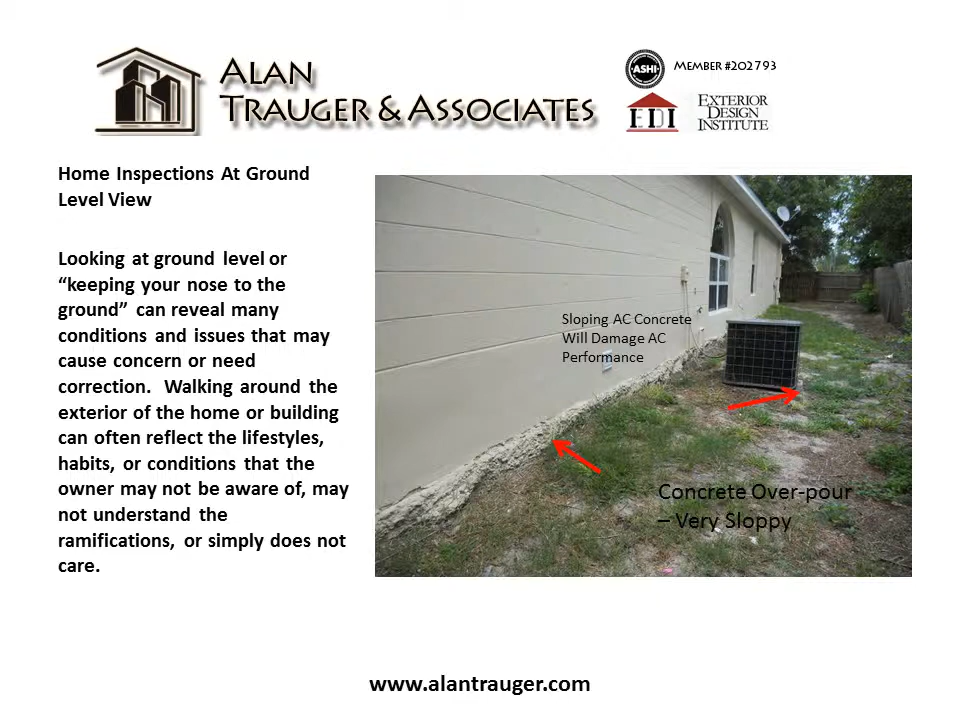 ALAN
TRAUGER & ASSOCIATES
ASHI
MEMBER #202793
EDI
EXTERIOR
DESIGN
INSTITUTE
Home Inspections At Ground
Level View
Looking at ground level or
“keeping your nose to the
ground” can reveal many
conditions and issues that may
cause concern or need
correction. Walking around the
exterior of the home or building
can often reflect the lifestyles,
habits, or conditions that the
owner may not be aware of, may
not understand the
ramifications, or simply does not
care.
Sloping AC Concrete
Will Damage AC
Performance
Concrete Over-pour
– Very Sloppy
www.alantrauger.com